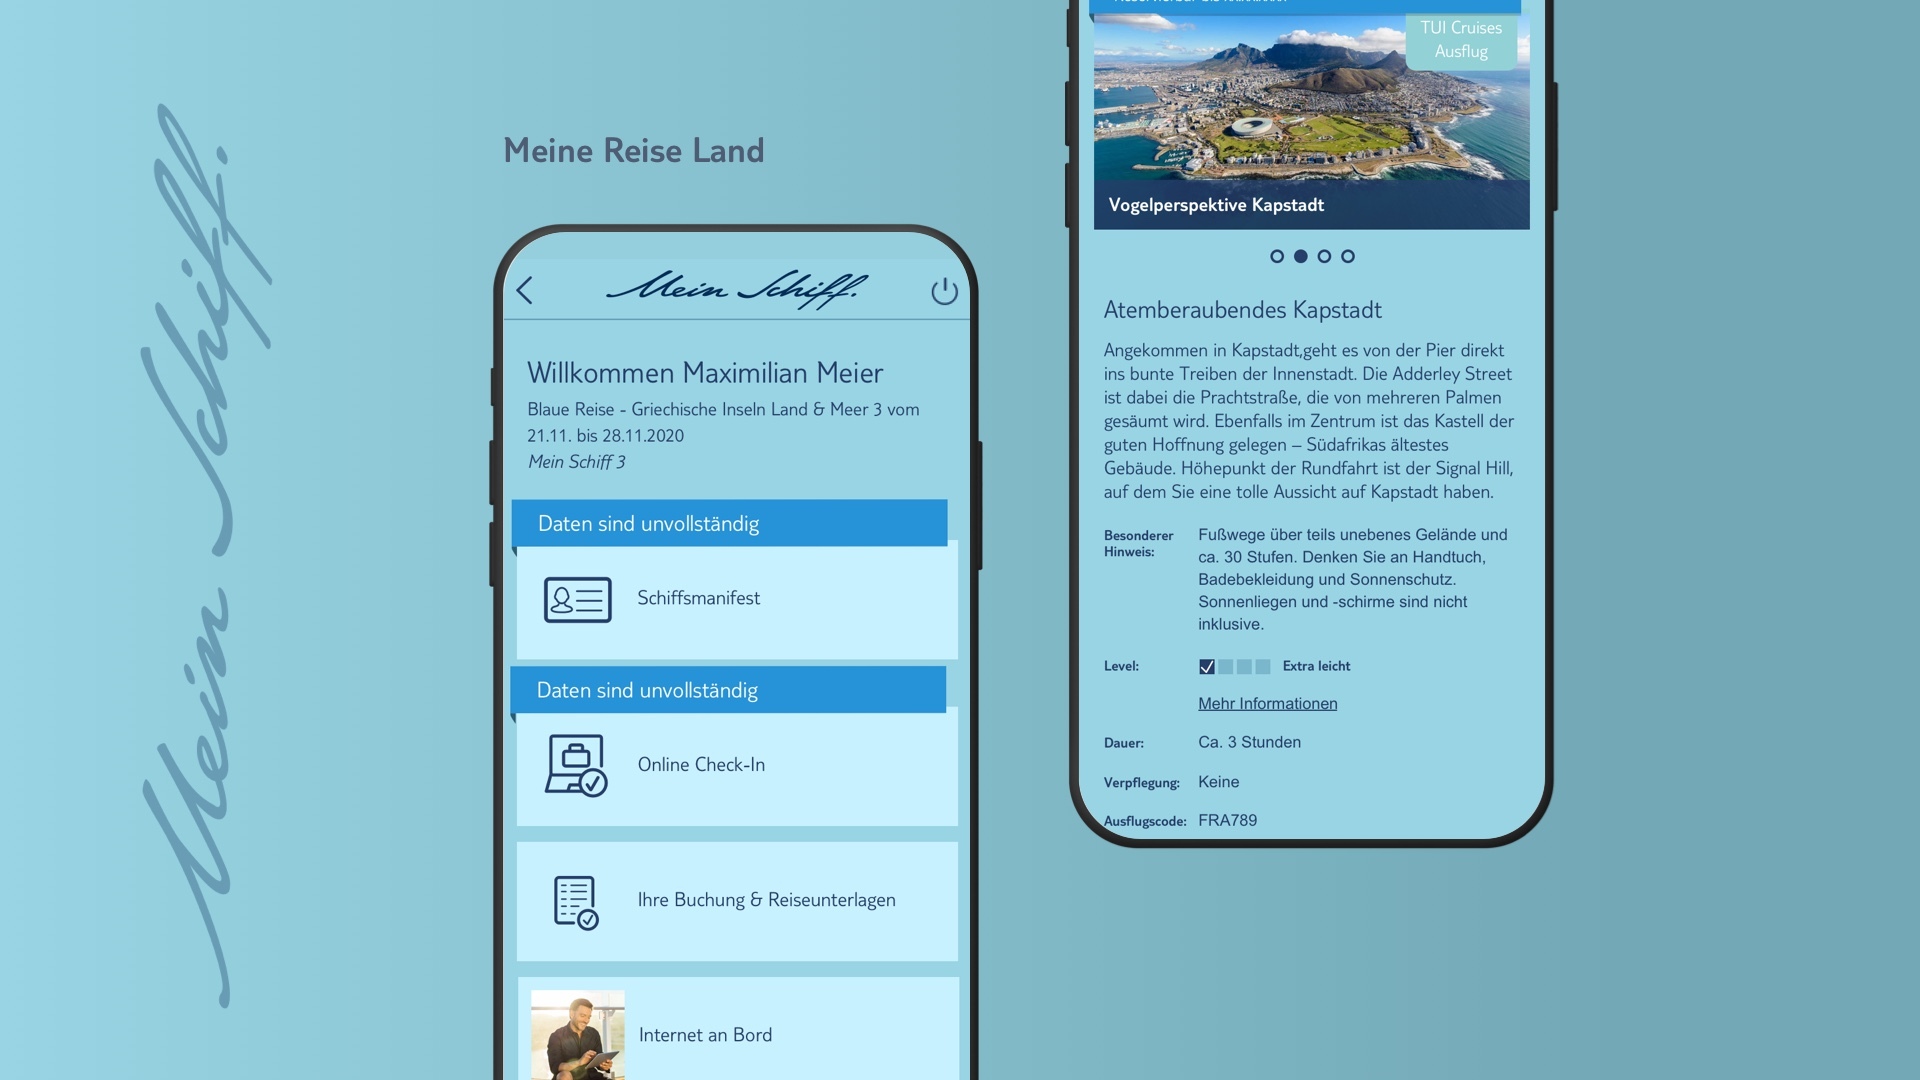 Mein Schiff.
Meine Reise Land
Mein Schiff.
Willkommen Maximilian Meier
Blaue Reise - Griechische Inseln Land & Meer 3 vom
21.11. bis 28.11.2020
Mein Schiff 3
Daten sind unvollständig
Schiffsmanifest
Daten sind unvollständig
Online Check-In
Ihre Buchung & Reiseunterlagen
Internet an Bord
TUI Cruises
Ausflug
Vogelperspektive Kapstadt
Atemberaubendes Kapstadt
Angekommen in Kapstadt,geht es von der Pier direkt
ins bunte Treiben der Innenstadt. Die Adderley Street
ist dabei die Prachtstraße, die von mehreren Palmen
gesäumt wird. Ebenfalls im Zentrum ist das Kastell der
guten Hoffnung gelegen – Südafrikas ältestes
Gebäude. Höhepunkt der Rundfahrt ist der Signal Hill,
auf dem Sie eine tolle Aussicht auf Kapstadt haben.
Besonderer
Hinweis:
Fußwege über teils unebenes Gelände und
ca. 30 Stufen. Denken Sie an Handtuch,
Badebekleidung und Sonnenschutz.
Sonnenliegen und -schirme sind nicht
inklusive.
Level: Extra leicht
Mehr Informationen
Dauer: Ca. 3 Stunden
Verpflegung: Keine
Ausflugscode: FRA789